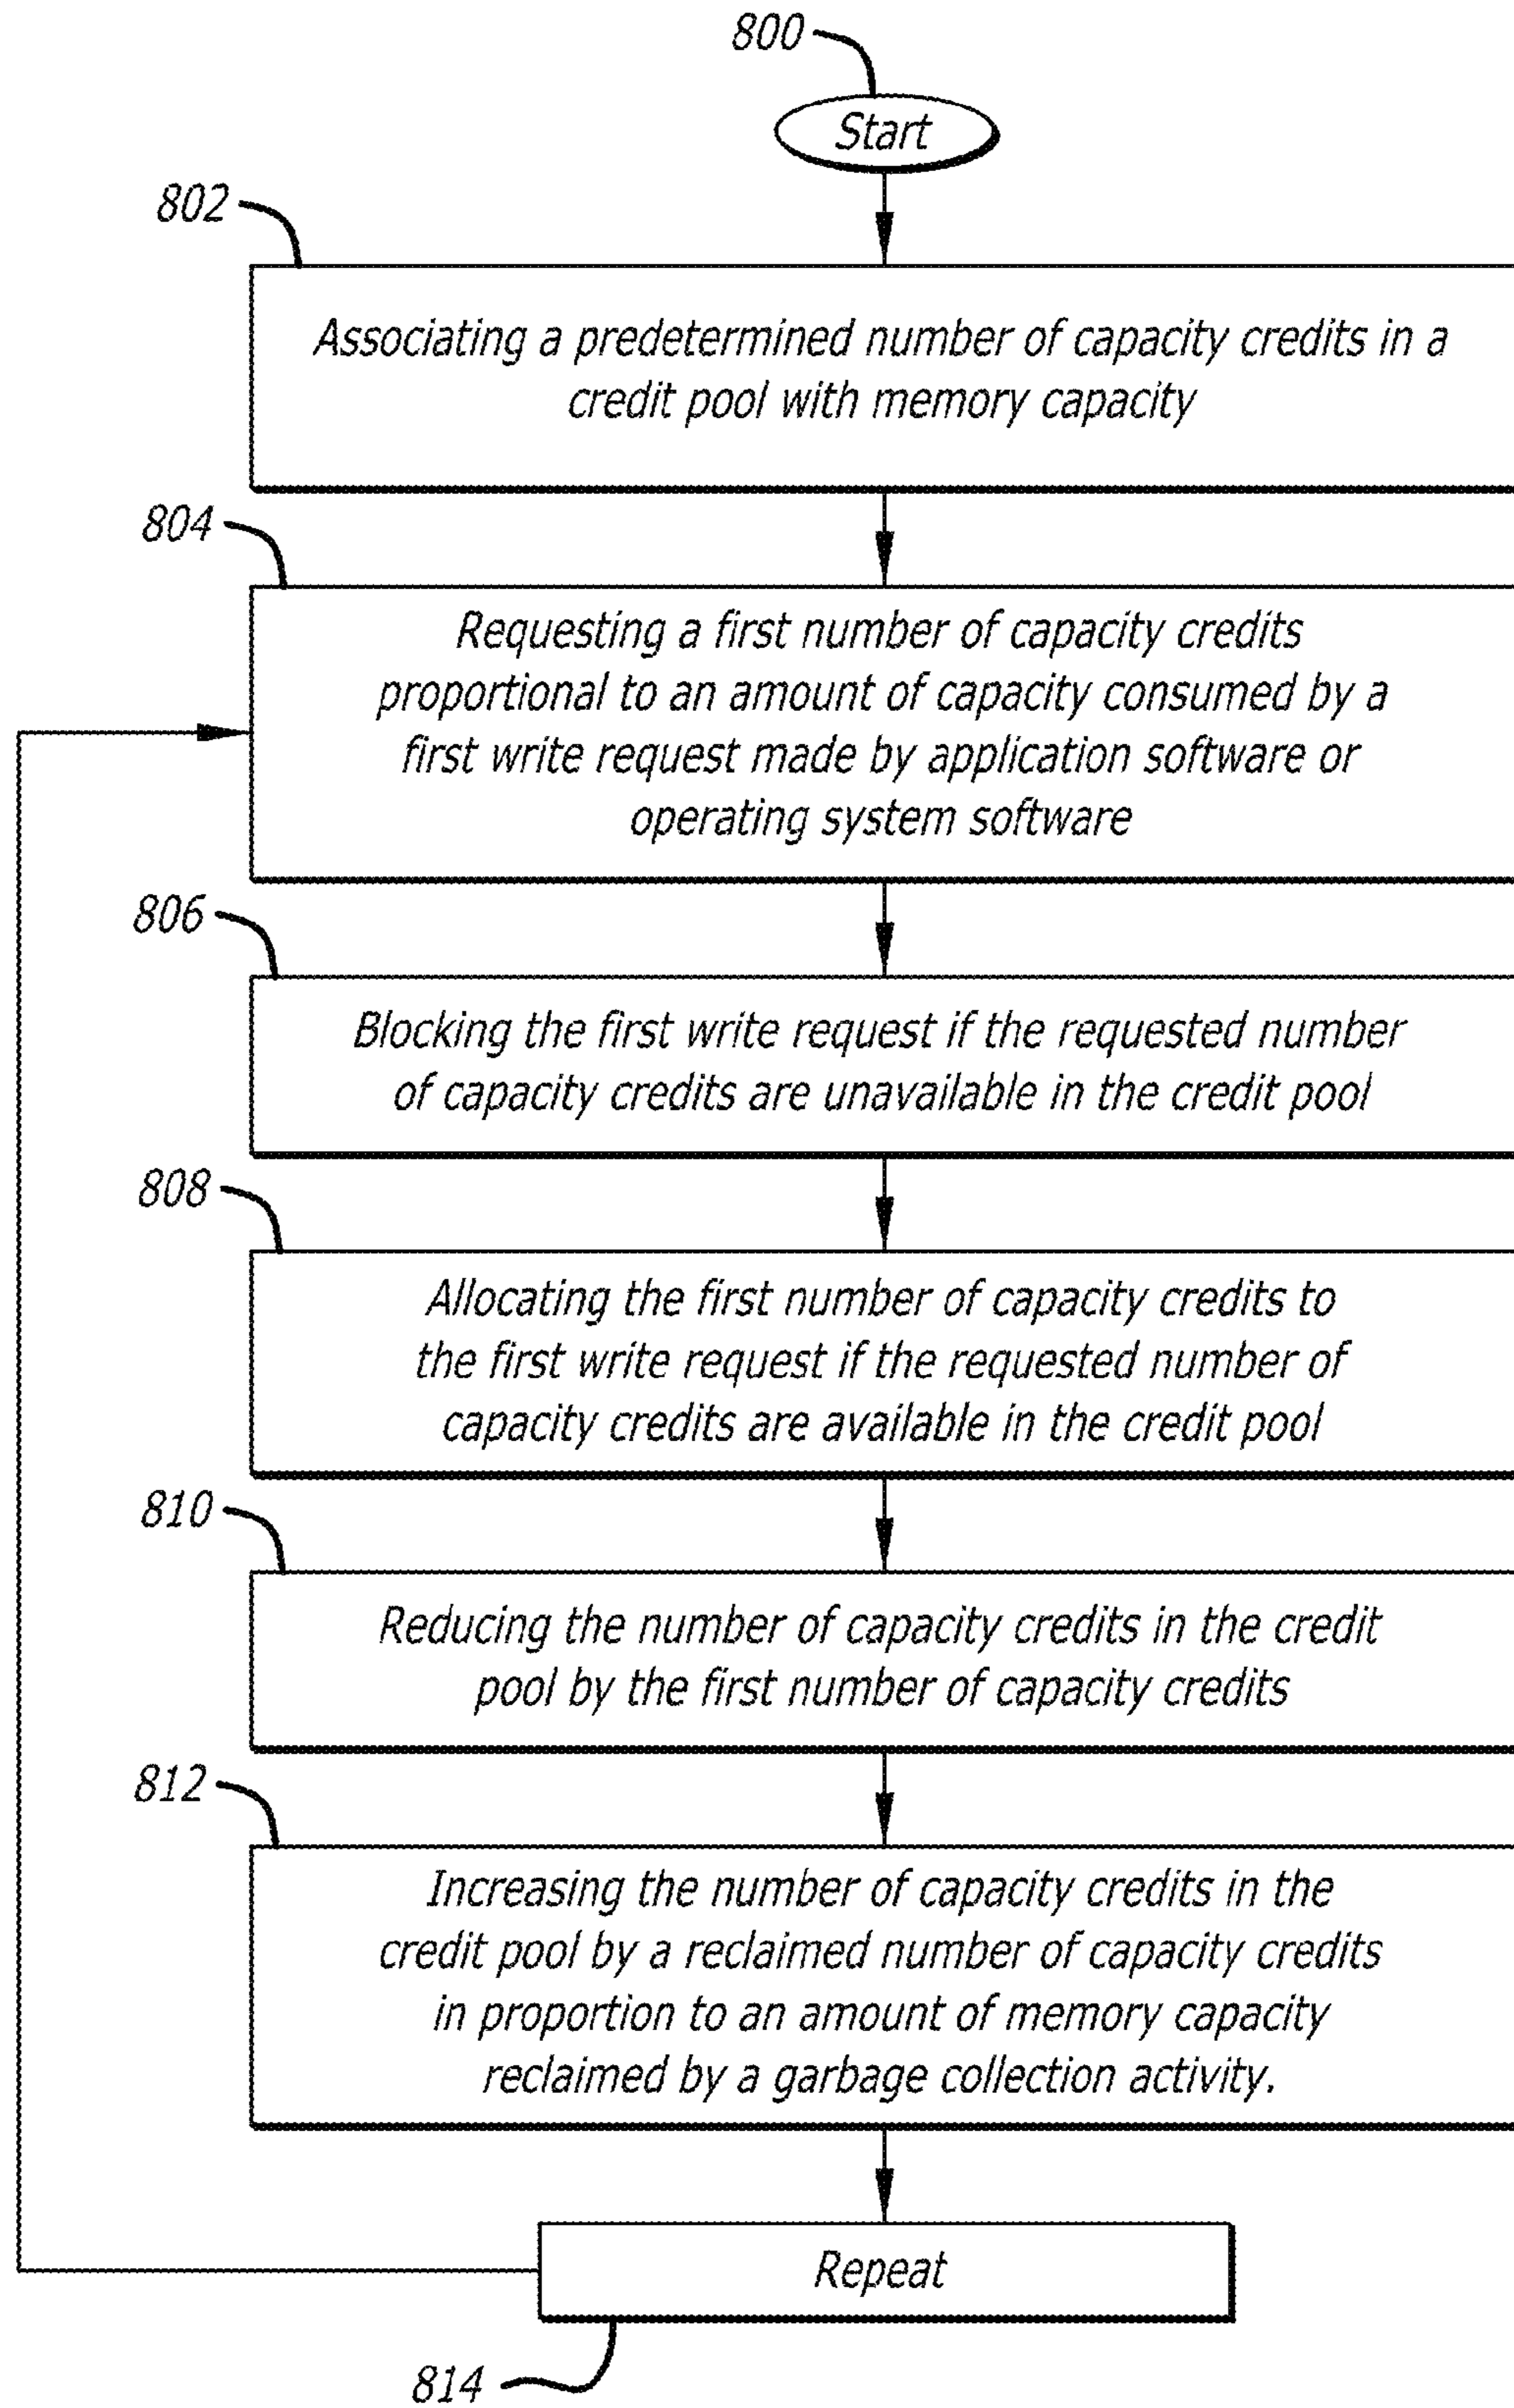 800
Start
802
Associating a predetermined number of capacity credits in a
credit pool with memory capacity
804
Requesting a first number of capacity credits
proportional to an amount of capacity consumed by a
first write request made by application software or
operating system software
806
Blocking the first write request if the requested number
of capacity credits are unavailable in the credit pool
808
Allocating the first number of capacity credits to
the first write request if the requested number of
capacity credits are available in the credit pool
810
Reducing the number of capacity credits in the credit
pool by the first number of capacity credits
812
Increasing the number of capacity credits in the
credit pool by a reclaimed number of capacity credits
in proportion to an amount of memory capacity
reclaimed by a garbage collection activity.
Repeat
814